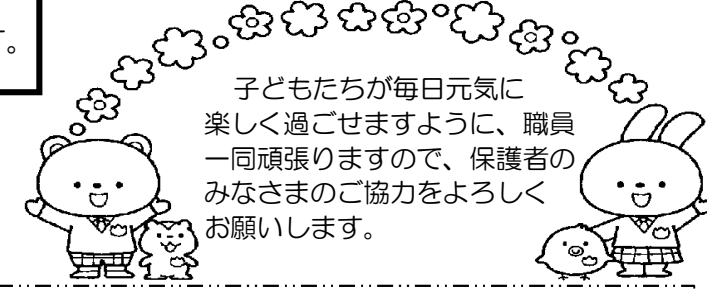 す。
子どもたちが毎日元気に
楽しく過ごせますように、職員
一同頑張りますので、保護者の
みなさまのご協力をよろしく
お願いします。